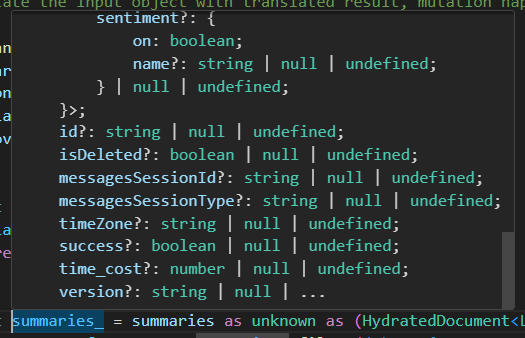 ate the input object with translated result, mutation hap
sentiment?: {
on: boolean;
name?: string | null | undefined;
} | null | undefined;
}>;
id?: string | null | undefined;
isDeleted?: boolean | null | undefined;
messagesSessionId?: string | null | undefined;
messagesSessionType?: string | null | undefined;
timeZone?: string | null | undefined;
success?: boolean | null | undefined;
time_cost?: number | null | undefined;
version?: string | null | ...
summaries_ = summaries as unknown as (HydratedDocument<